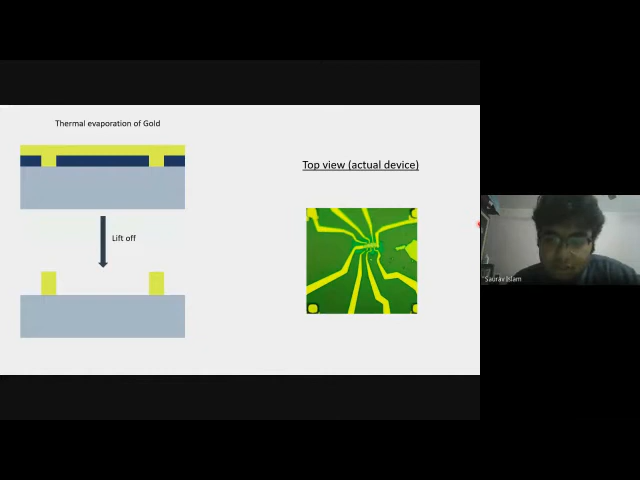 Thermal evaporation of Gold
Top view (actual device)
Lift off
Saurav Islam